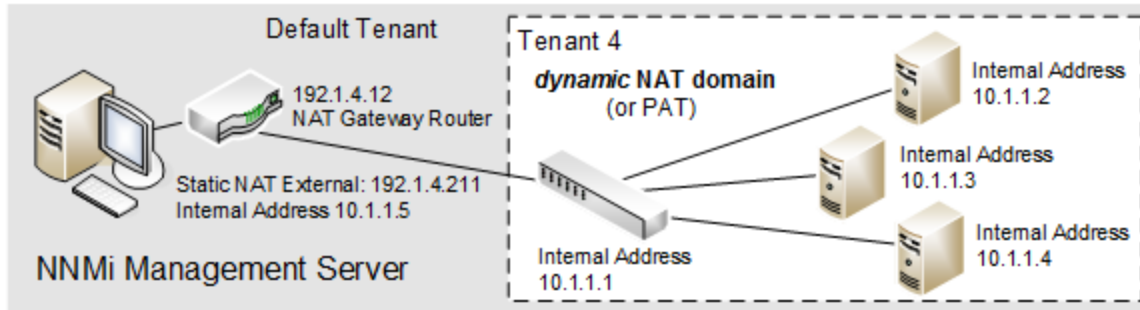 Default Tenant
192.1.4.12
NAT Gateway Router
Static NAT External: 192.1.4.211
Internal Address 10.1.1.5
NNMi Management Server
Tenant 4
dynamic NAT domain
(or PAT)
Internal Address
10.1.1.1
Internal Address
10.1.1.2
Internal Address
10.1.1.3
Internal Address
10.1.1.4